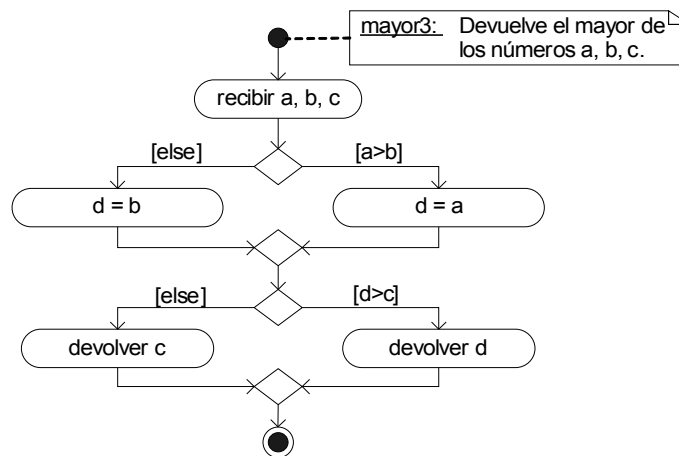 mayor3: Devuelve el mayor de
los números a, b, c.
recibir a, b, c
[else] [a>b]
d = b d = a
[else] [d>c]
devolver c devolver d